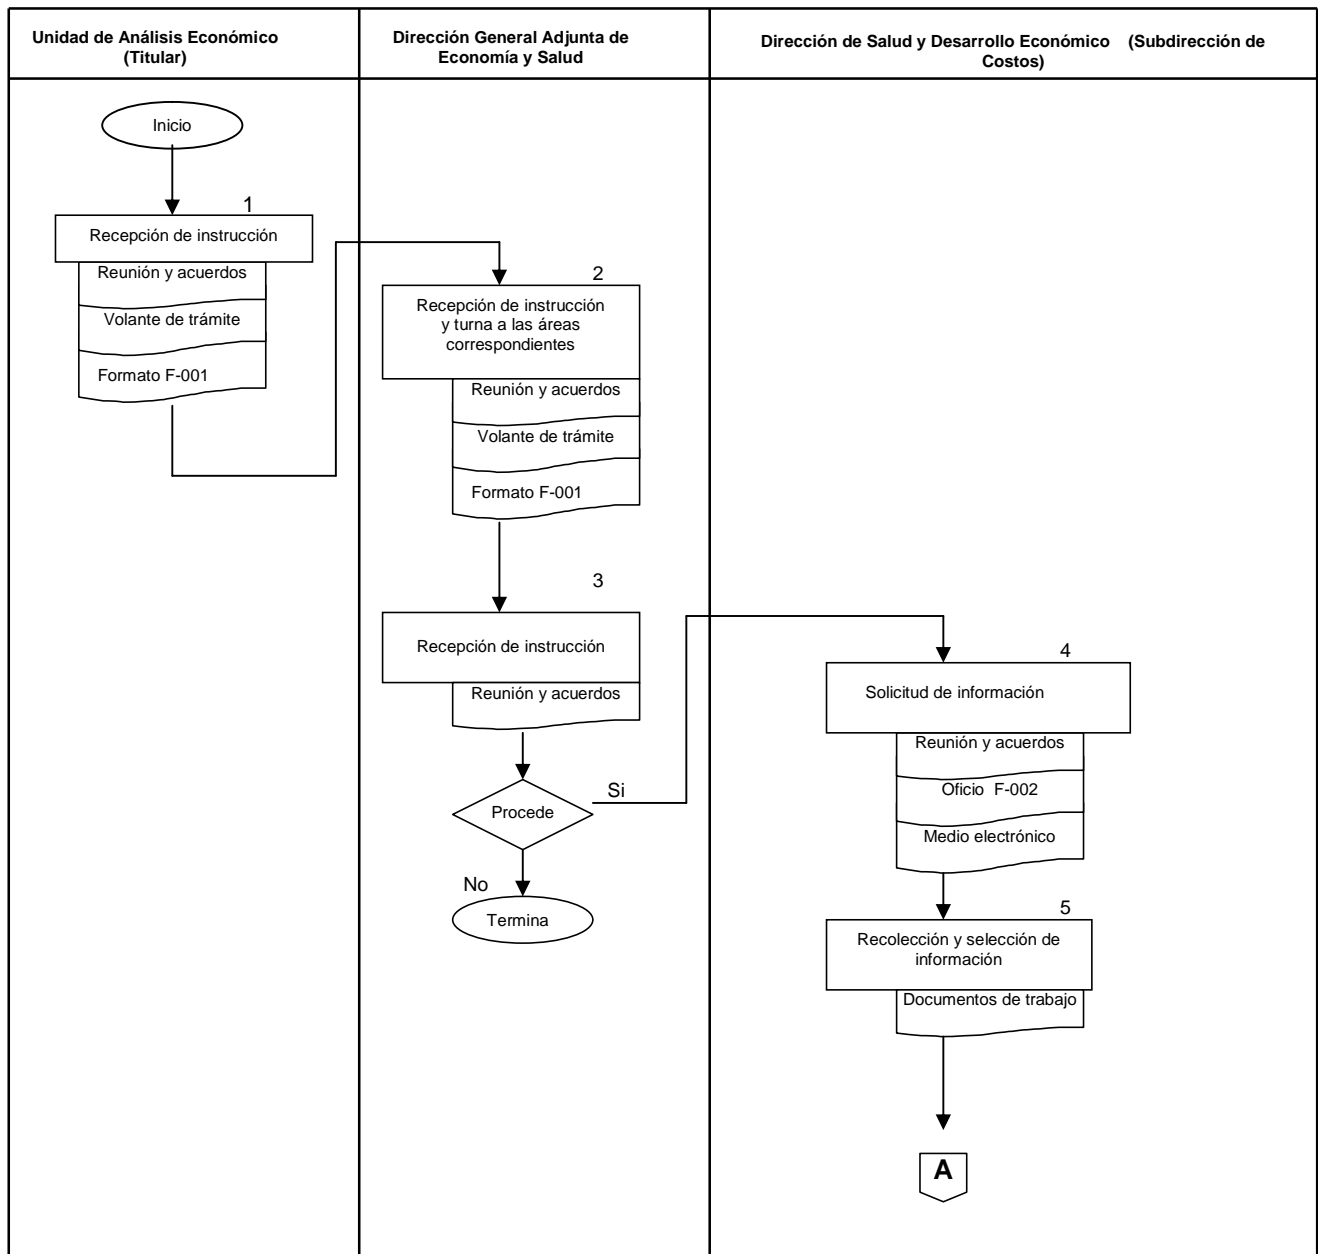 Unidad de Análisis Económico
(Titular)
Dirección General Adjunta de
Economía y Salud
Dirección de Salud y Desarrollo Económico (Subdirección de
Costos)
Inicio
1
Recepción de instrucción
Reunión y acuerdos
Volante de trámite
Formato F-001
2
Recepción de instrucción
y turna a las áreas
correspondientes
Reunión y acuerdos
Volante de trámite
Formato F-001
3
Recepción de instrucción
Reunión y acuerdos
Procede
Si
No
Termina
4
Solicitud de información
Reunión y acuerdos
Oficio F-002
Medio electrónico
5
Recolección y selección de
información
Documentos de trabajo
A